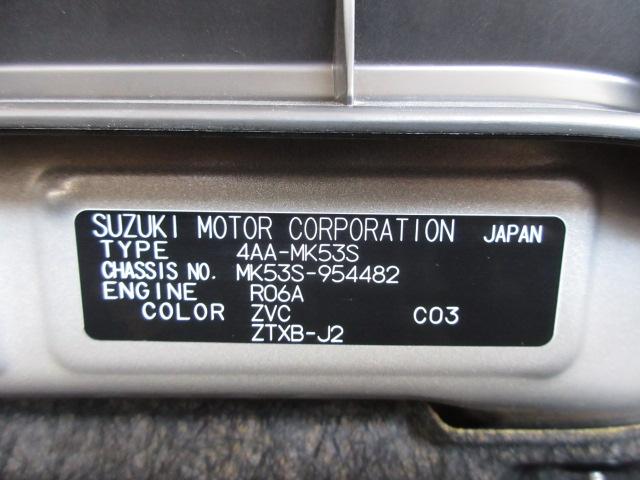 SUZUKI MOTOR CORPORATION JAPAN
TYPE 4AA-MK53S
CHASSIS NO. MK53S-954482
ENGINE R06A
COLOR ZVC C03
ZTXB-J2